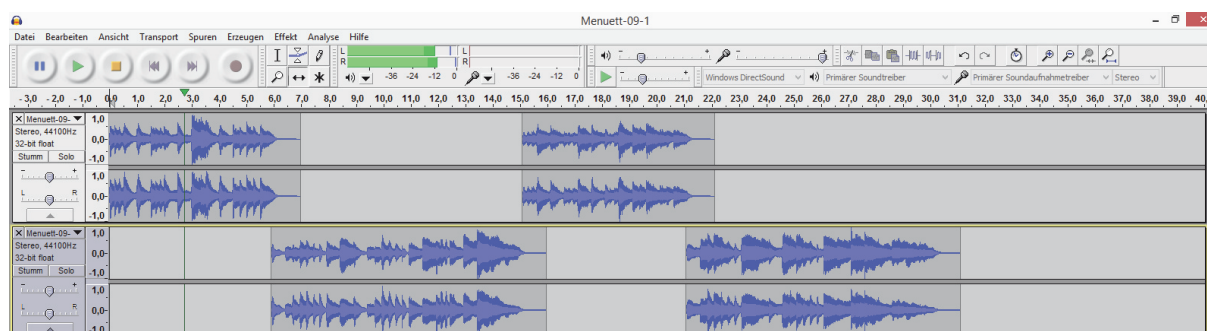 Menuett-09-1
Datei Bearbeiten Ansicht Transport Spuren Erzeugen Effekt Analyse Hilfe
L L
R R
-36 -24 -12 0 -36 -24 -12 0
Windows DirectSound Primärer Soundtreiber Primärer Soundaufnahmetreiber Stereo
- 3,0 - 2,0 - 1,0 0,0 1,0 2,0 3,0 4,0 5,0 6,0 7,0 8,0 9,0 10,0 11,0 12,0 13,0 14,0 15,0 16,0 17,0 18,0 19,0 20,0 21,0 22,0 23,0 24,0 25,0 26,0 27,0 28,0 29,0 30,0 31,0 32,0 33,0 34,0 35,0 36,0 37,0 38,0 39,0 40,
Menuett-09- 1,0
Stereo, 44100Hz
32-bit float 0,0-
Stumm Solo -1,0
1,0
L R 0,0-
-1,0
Menuett-09- 1,0
Stereo, 44100Hz
32-bit float 0,0-
Stumm Solo -1,0
1,0
L R 0,0-
-1,0